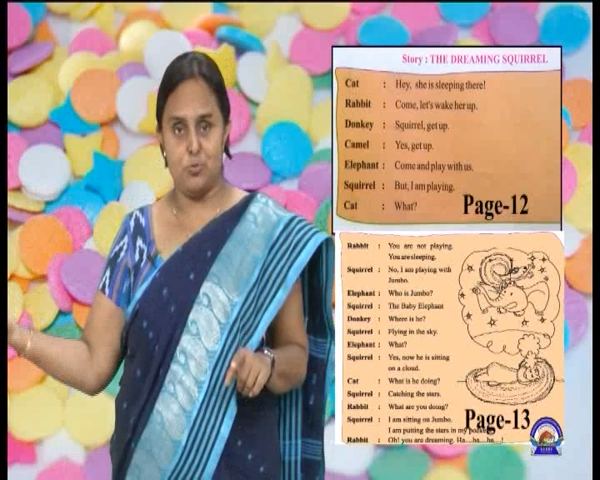 Story : THE DREAMING SQUIRREL
Cat : Hey, she is sleeping there!
Rabbit : Come, let's wake her up.
Donkey : Squirrel, get up.
Camel : Yes, get up.
Elephant : Come and play with us.
Squirrel : But, I am playing.
Cat : What?
Page-12
Rabbit : You are not playing.
You are sleeping.
Squirrel : No, I am playing with
Jumbo.
Elephant : Who is Jumbo?
Squirrel : The Baby Elephant
Donkey : Where is he?
Squirrel : Flying in the sky.
Elephant : What?
Squirrel : Yes, now he is sitting
on a cloud.
Cat : What is he doing?
Squirrel : Catching the stars.
Rabbit : What are you doing?
Squirrel : I am sitting on Jumbo.
I am putting the stars in my
Rabbit : Oh! you are dreaming. Ha....ha....ha....!
Page-13